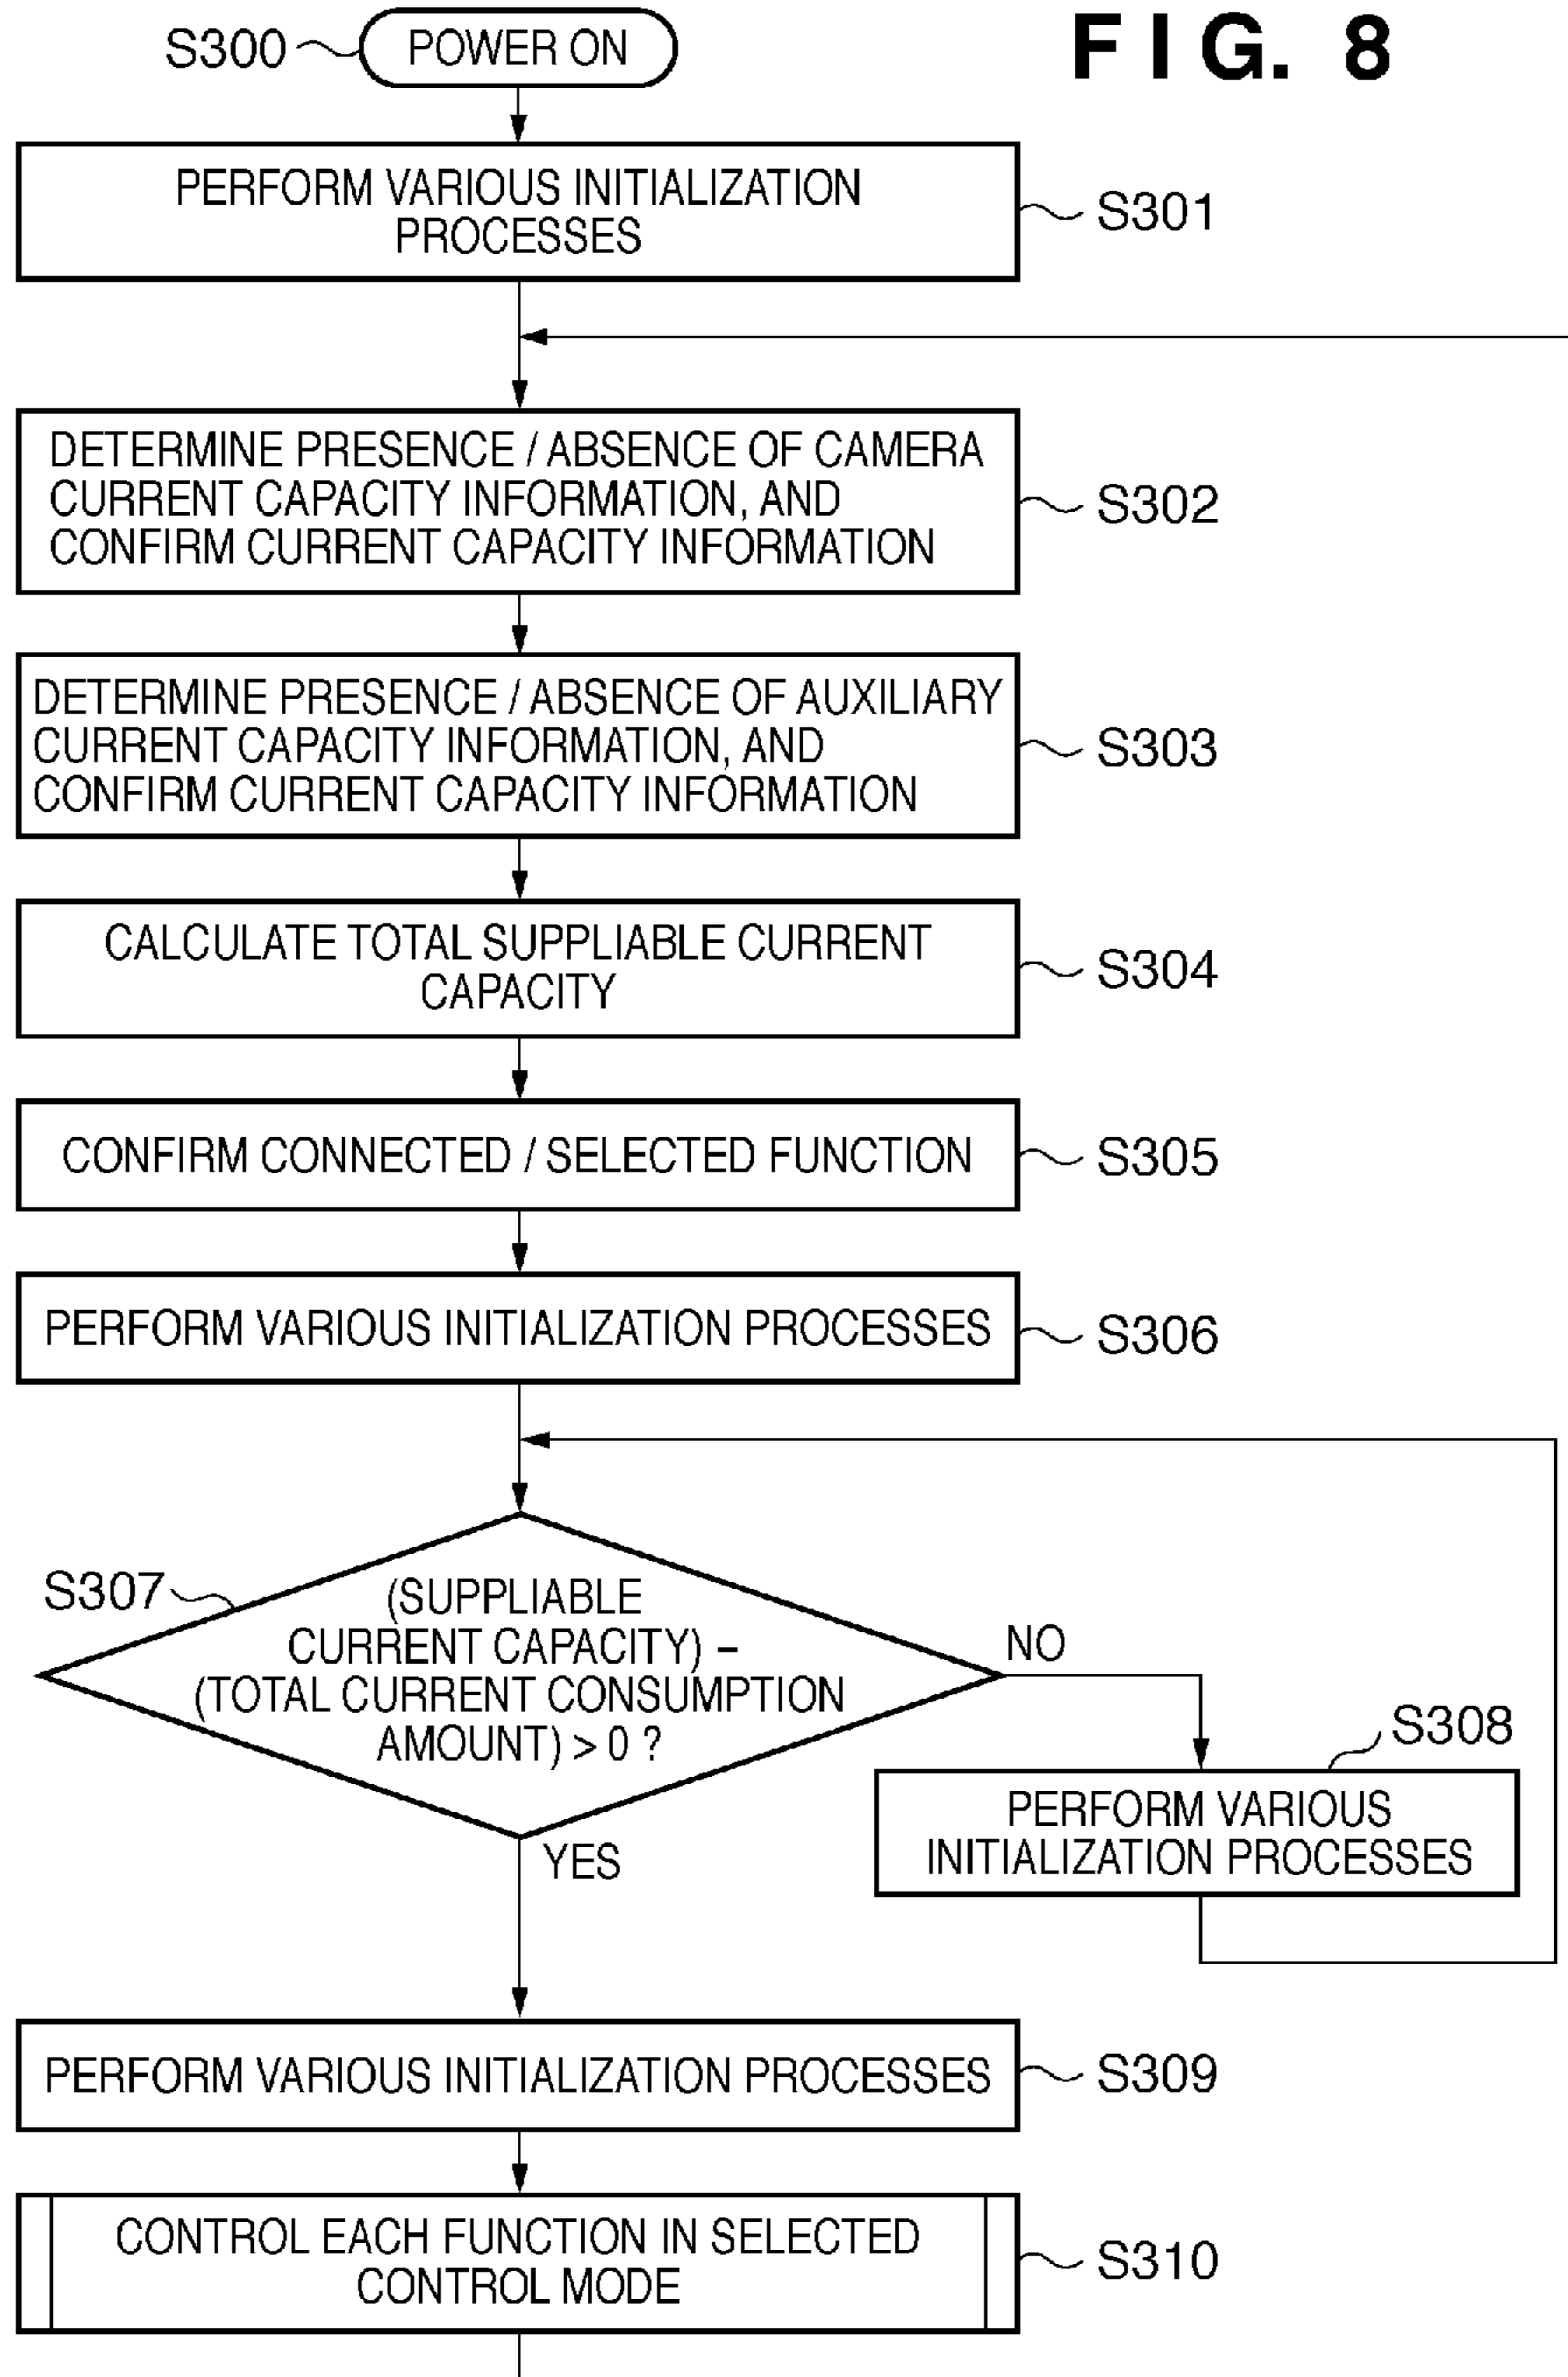 FIG. 8
S300
POWER ON
PERFORM VARIOUS INITIALIZATION
PROCESSES
S301
DETERMINE PRESENCE / ABSENCE OF CAMERA
CURRENT CAPACITY INFORMATION, AND
CONFIRM CURRENT CAPACITY INFORMATION
S302
DETERMINE PRESENCE / ABSENCE OF AUXILIARY
CURRENT CAPACITY INFORMATION, AND
CONFIRM CURRENT CAPACITY INFORMATION
S303
CALCULATE TOTAL SUPPLIABLE CURRENT
CAPACITY
S304
CONFIRM CONNECTED / SELECTED FUNCTION
S305
PERFORM VARIOUS INITIALIZATION PROCESSES
S306
S307
(SUPPLIABLE
CURRENT CAPACITY) –
(TOTAL CURRENT CONSUMPTION
AMOUNT) > 0 ?
NO
YES
S308
PERFORM VARIOUS
INITIALIZATION PROCESSES
PERFORM VARIOUS INITIALIZATION PROCESSES
S309
CONTROL EACH FUNCTION IN SELECTED
CONTROL MODE
S310